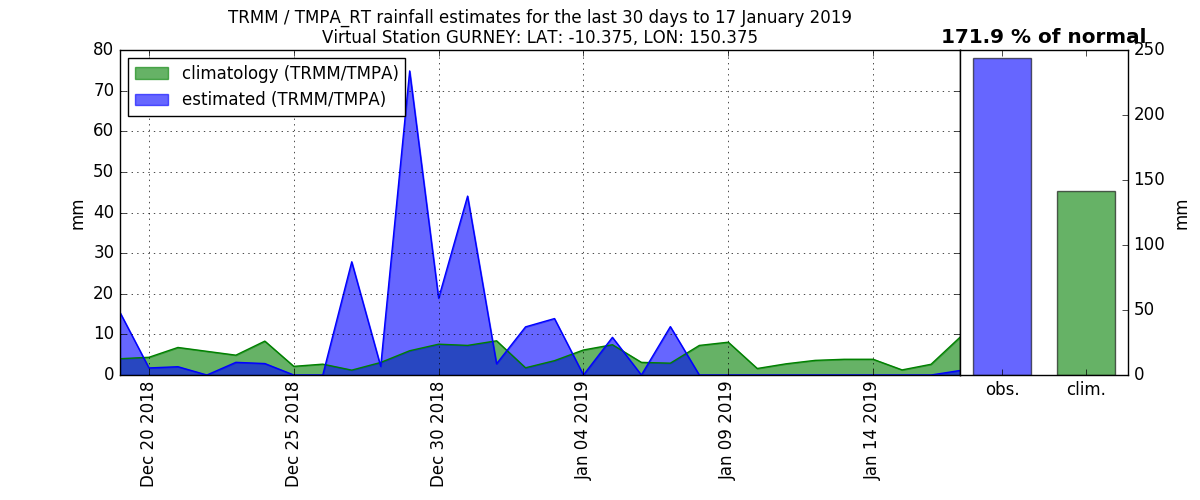 TRMM / TMPA_RT rainfall estimates for the last 30 days to 17 January 2019
Virtual Station GURNEY: LAT: -10.375, LON: 150.375
171.9 % of normal
climatology (TRMM/TMPA)
estimated (TRMM/TMPA)
80
70
60
50
40
30
20
10
0
mm
Dec 20 2018
Dec 25 2018
Dec 30 2018
Jan 04 2019
Jan 09 2019
Jan 14 2019
250
200
150
100
50
0
mm
obs.
clim.